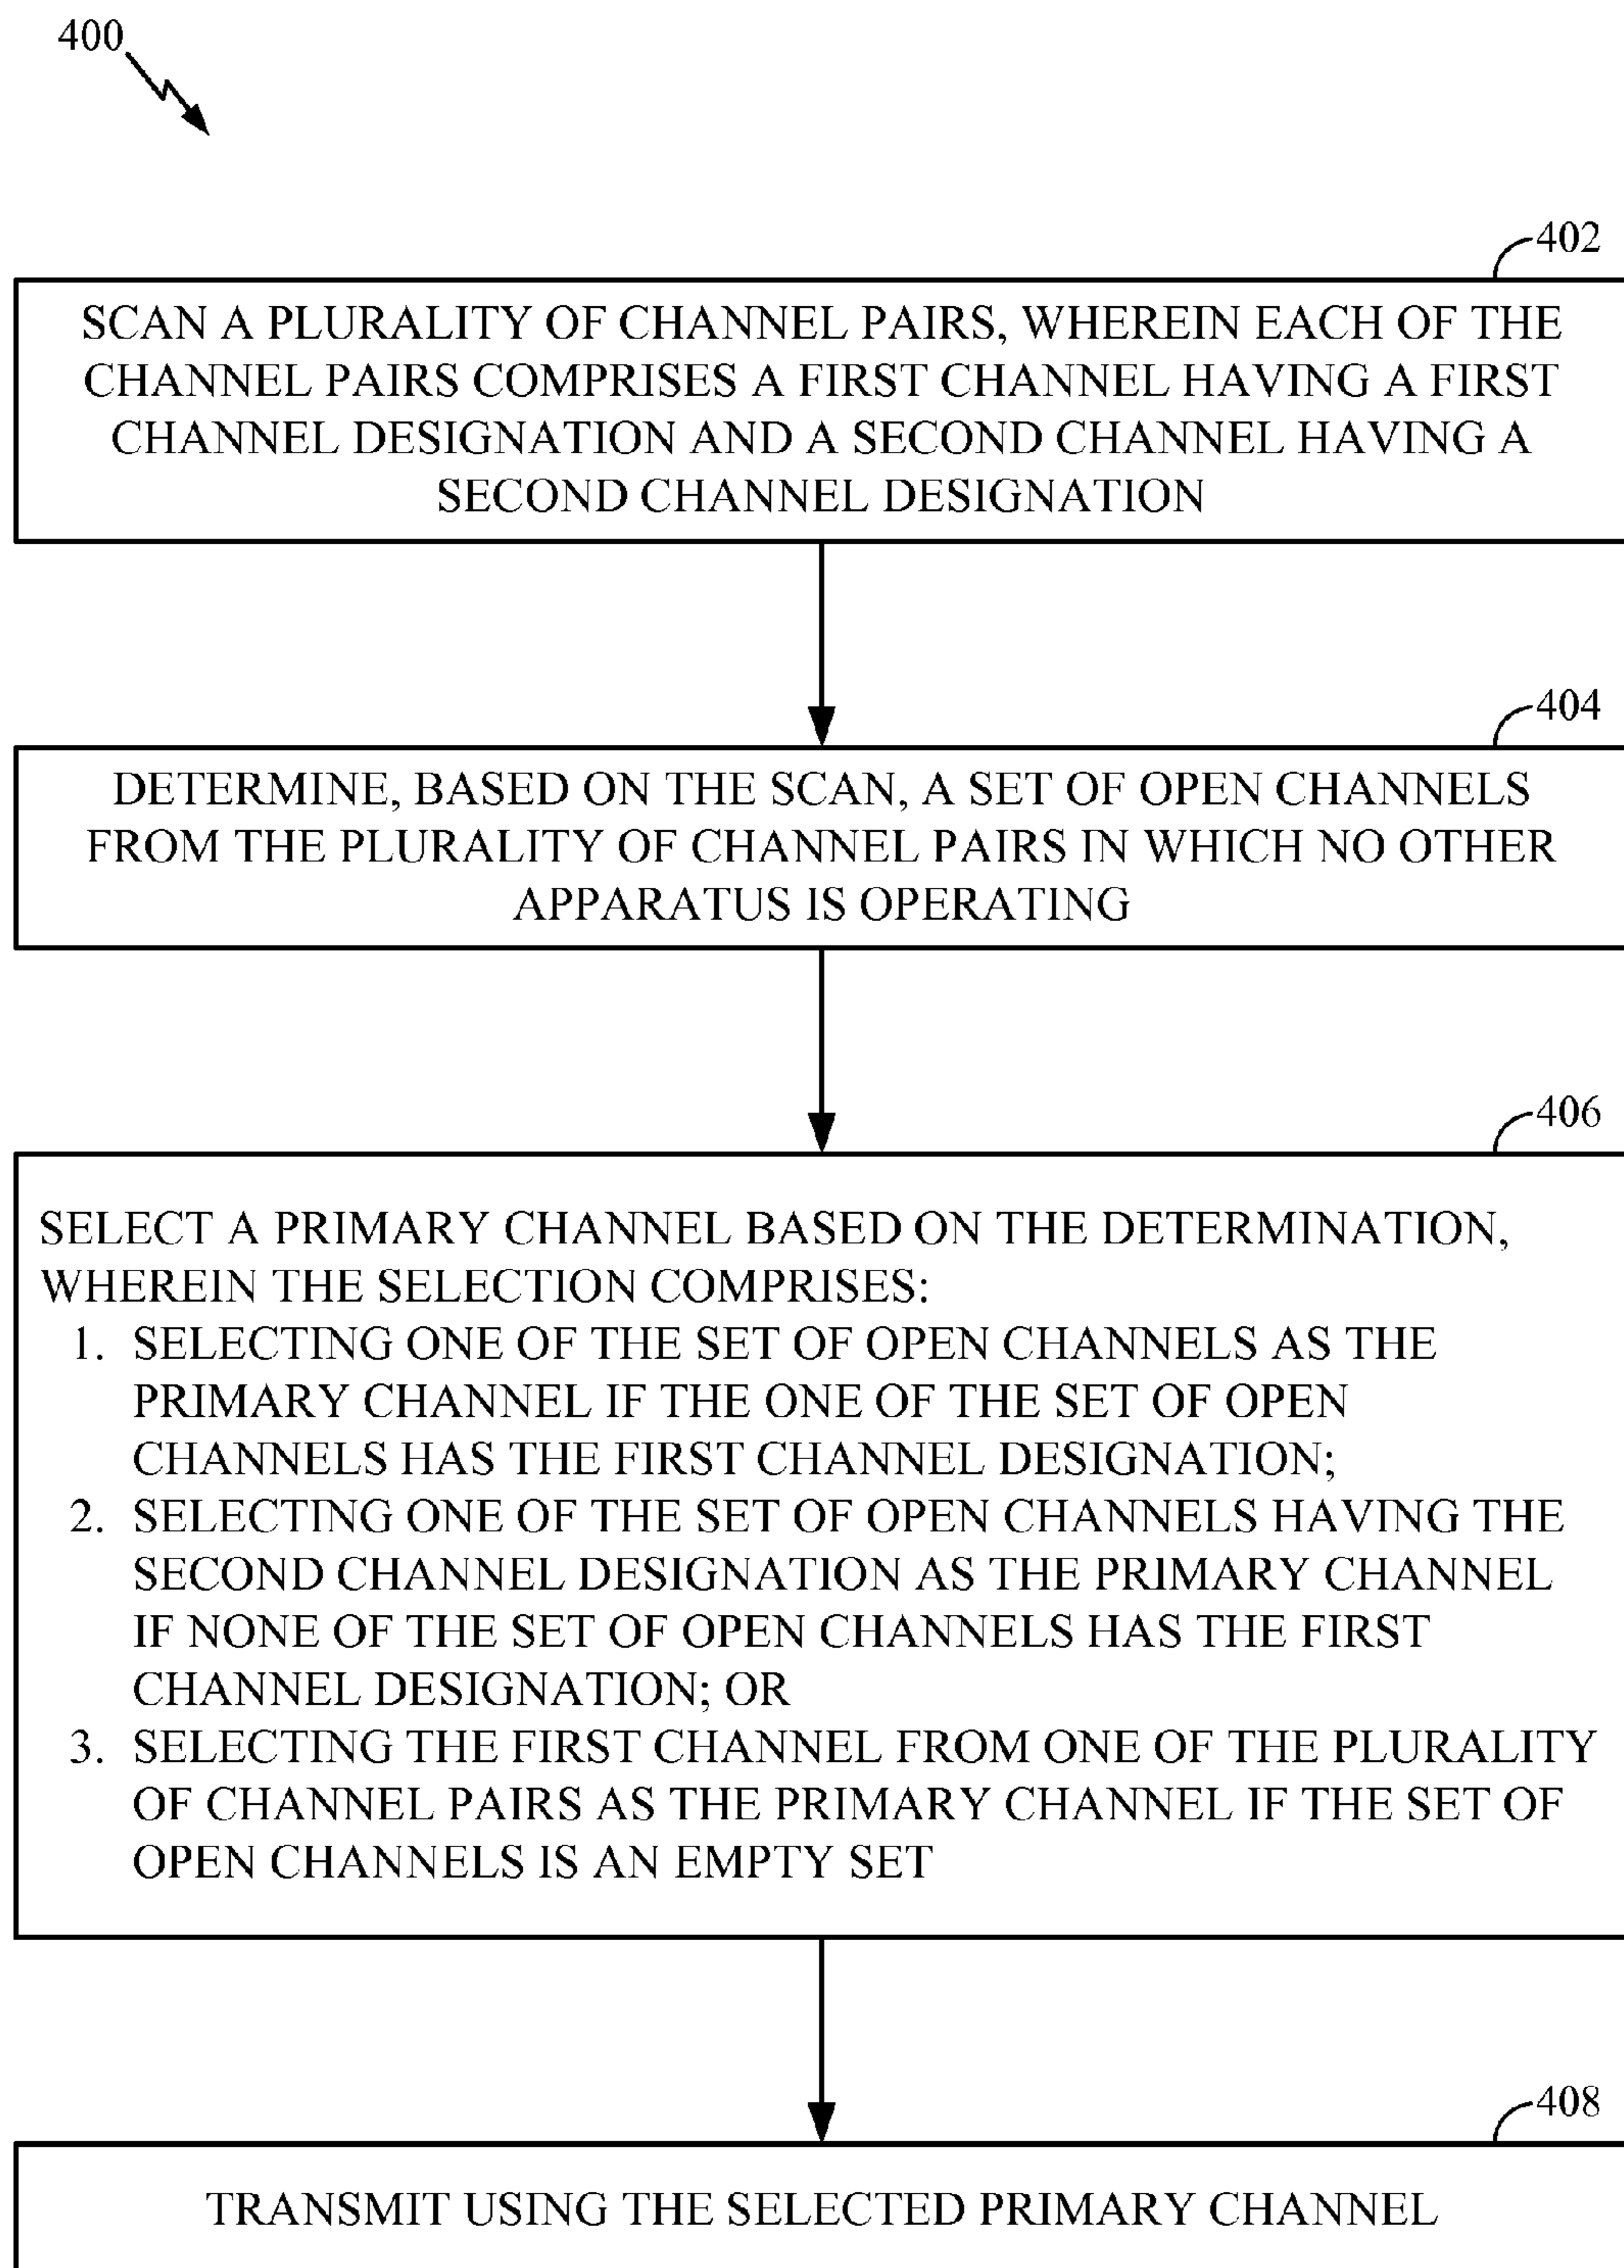 400
402
SCAN A PLURALITY OF CHANNEL PAIRS, WHEREIN EACH OF THE
CHANNEL PAIRS COMPRISES A FIRST CHANNEL HAVING A FIRST
CHANNEL DESIGNATION AND A SECOND CHANNEL HAVING A
SECOND CHANNEL DESIGNATION
404
DETERMINE, BASED ON THE SCAN, A SET OF OPEN CHANNELS
FROM THE PLURALITY OF CHANNEL PAIRS IN WHICH NO OTHER
APPARATUS IS OPERATING
406
SELECT A PRIMARY CHANNEL BASED ON THE DETERMINATION,
WHEREIN THE SELECTION COMPRISES:
1. SELECTING ONE OF THE SET OF OPEN CHANNELS AS THE
PRIMARY CHANNEL IF THE ONE OF THE SET OF OPEN
CHANNELS HAS THE FIRST CHANNEL DESIGNATION;
2. SELECTING ONE OF THE SET OF OPEN CHANNELS HAVING THE
SECOND CHANNEL DESIGNATION AS THE PRIMARY CHANNEL
IF NONE OF THE SET OF OPEN CHANNELS HAS THE FIRST
CHANNEL DESIGNATION; OR
3. SELECTING THE FIRST CHANNEL FROM ONE OF THE PLURALITY
OF CHANNEL PAIRS AS THE PRIMARY CHANNEL IF THE SET OF
OPEN CHANNELS IS AN EMPTY SET
408
TRANSMIT USING THE SELECTED PRIMARY CHANNEL